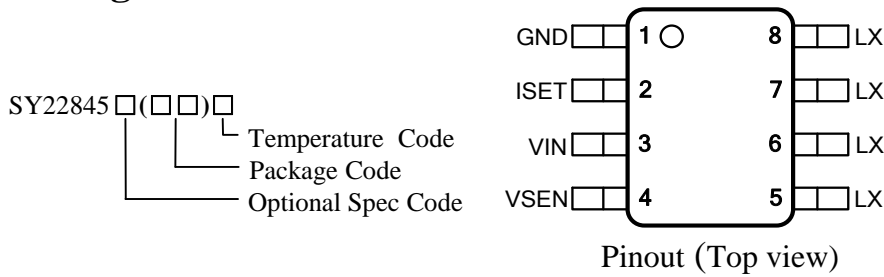 SY22845□(□□)□
Temperature Code
Package Code
Optional Spec Code
GND 1 8 LX
ISET 2 7 LX
VIN 3 6 LX
VSEN 4 5 LX
Pinout (Top view)